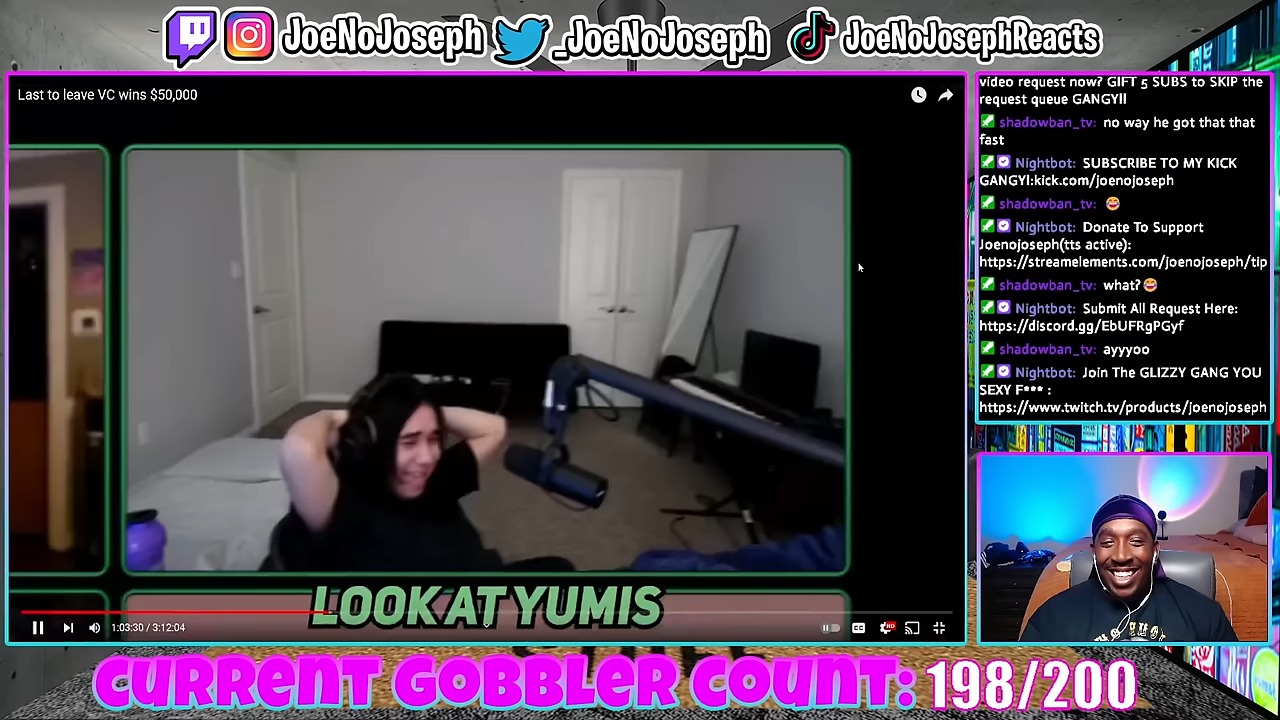 JoeNoJoseph _JoeNoJoseph JoeNoJosephReacts
Last to leave VC wins $50,000
LOOK AT YUMIS
1:03:30 / 3:12:04
CC
HD
video request now? GIFT 5 SUBS to SKIP the
request queue GANGYll
shadowban_tv: no way he got that that
fast
Nightbot: SUBSCRIBE TO MY KICK
GANGYl:kick.com/joenojoseph
shadowban_tv: 😂
Nightbot: Donate To Support
Joenojoseph(tts active):
https://streamelements.com/joenojoseph/tip
shadowban_tv: what?😂
Nightbot: Submit All Request Here:
https://discord.gg/EbUFRgPGyf
shadowban_tv: ayyyoo
Nightbot: Join The GLIZZY GANG YOU
SEXY F*** :
https://www.twitch.tv/products/joenojoseph
CURRENT GOBBLER COUNT: 198/200